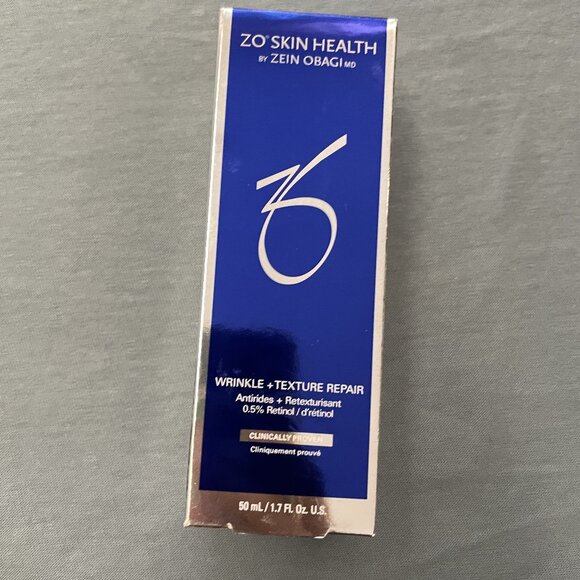 ZO® SKIN HEALTH
BY ZEIN OBAGI MD
ZO
WRINKLE + TEXTURE REPAIR
Antirides + Retexturisant
0.5% Retinol / d'rétinol
CLINICALLY PROVEN
Cliniquement prouvé
50 mL / 1.7 Fl. Oz. U.S.